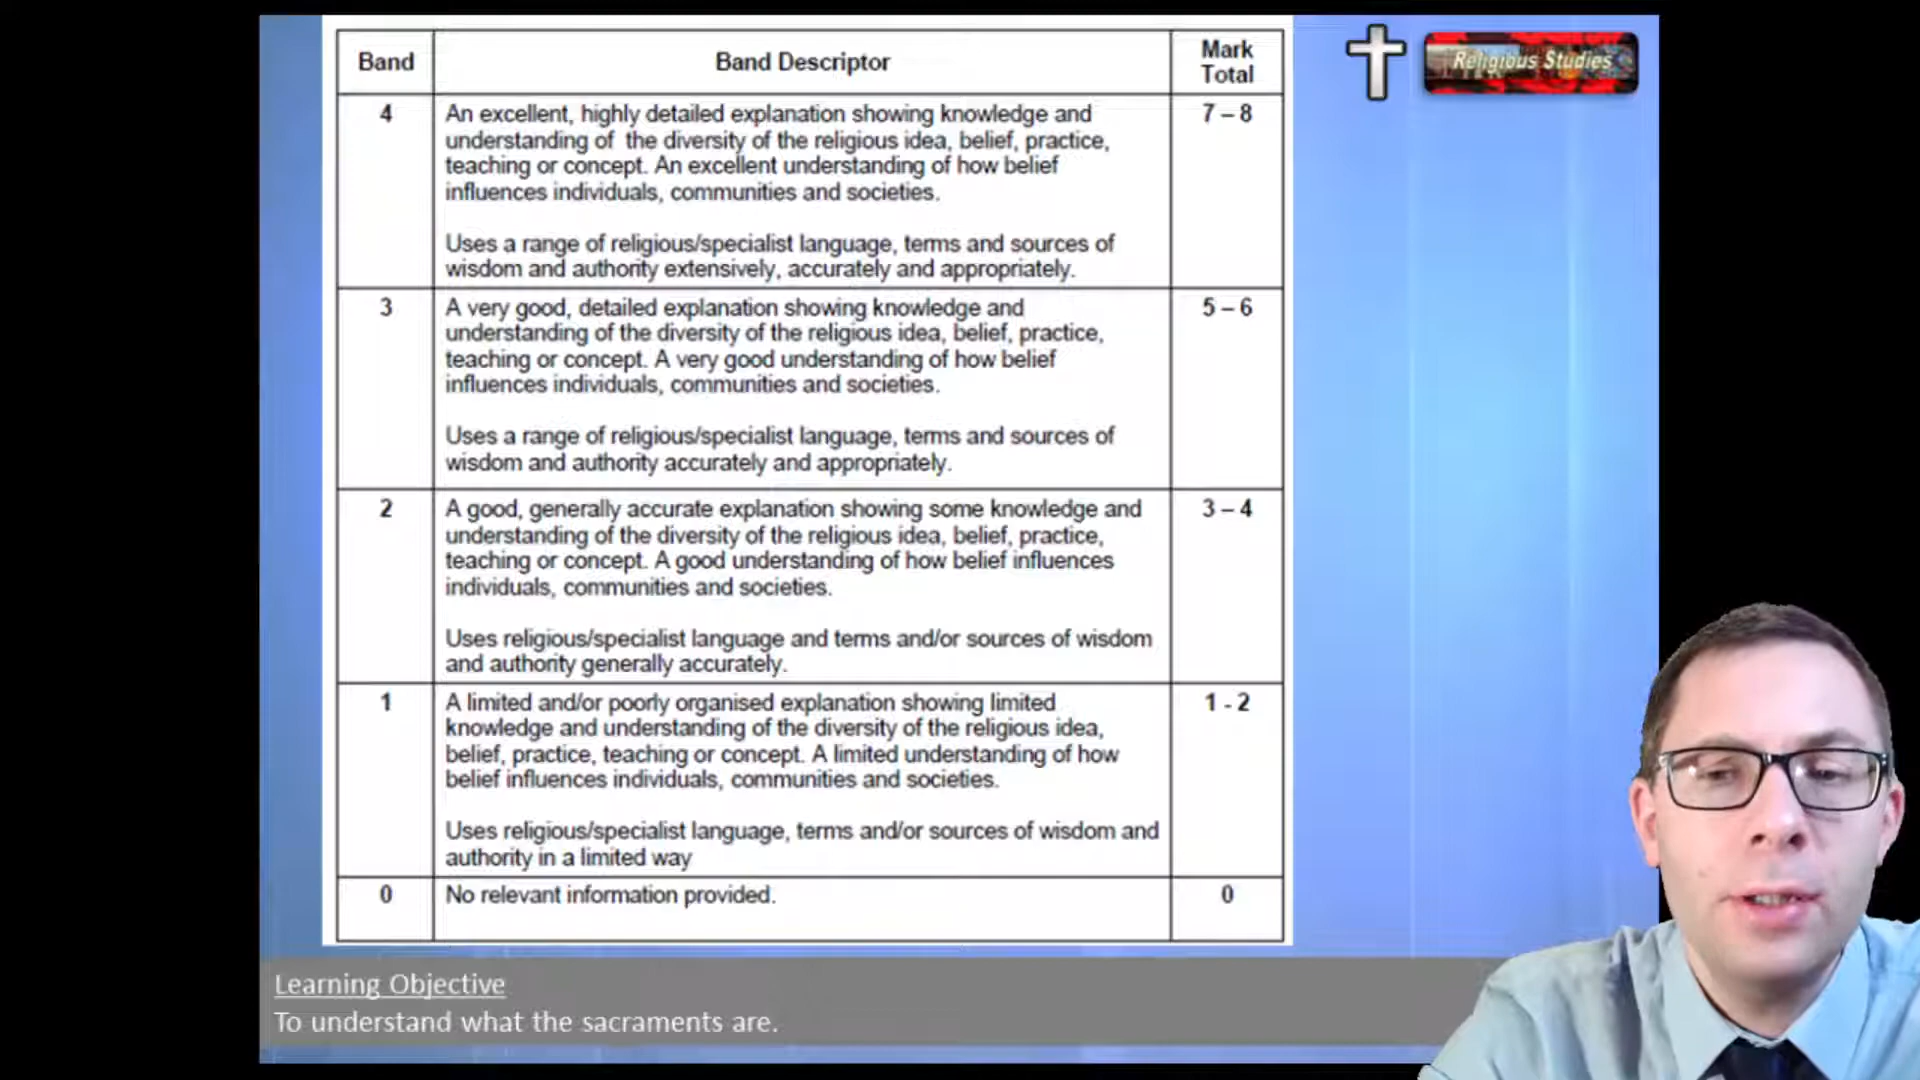 Band
Band Descriptor
Mark
Total
4
An excellent, highly detailed explanation showing knowledge and
understanding of the diversity of the religious idea, belief, practice,
teaching or concept. An excellent understanding of how belief
influences individuals, communities and societies.
Uses a range of religious/specialist language, terms and sources of
wisdom and authority extensively, accurately and appropriately.
7 – 8
3
A very good, detailed explanation showing knowledge and
understanding of the diversity of the religious idea, belief, practice,
teaching or concept. A very good understanding of how belief
influences individuals, communities and societies.
Uses a range of religious/specialist language, terms and sources of
wisdom and authority accurately and appropriately.
5 – 6
2
A good, generally accurate explanation showing some knowledge and
understanding of the diversity of the religious idea, belief, practice,
teaching or concept. A good understanding of how belief influences
individuals, communities and societies.
Uses religious/specialist language and terms and/or sources of wisdom
and authority generally accurately.
3 – 4
1
A limited and/or poorly organised explanation showing limited
knowledge and understanding of the diversity of the religious idea,
belief, practice, teaching or concept. A limited understanding of how
belief influences individuals, communities and societies.
Uses religious/specialist language, terms and/or sources of wisdom and
authority in a limited way
1 - 2
0
No relevant information provided.
0
Religious Studies
Learning Objective
To understand what the sacraments are.